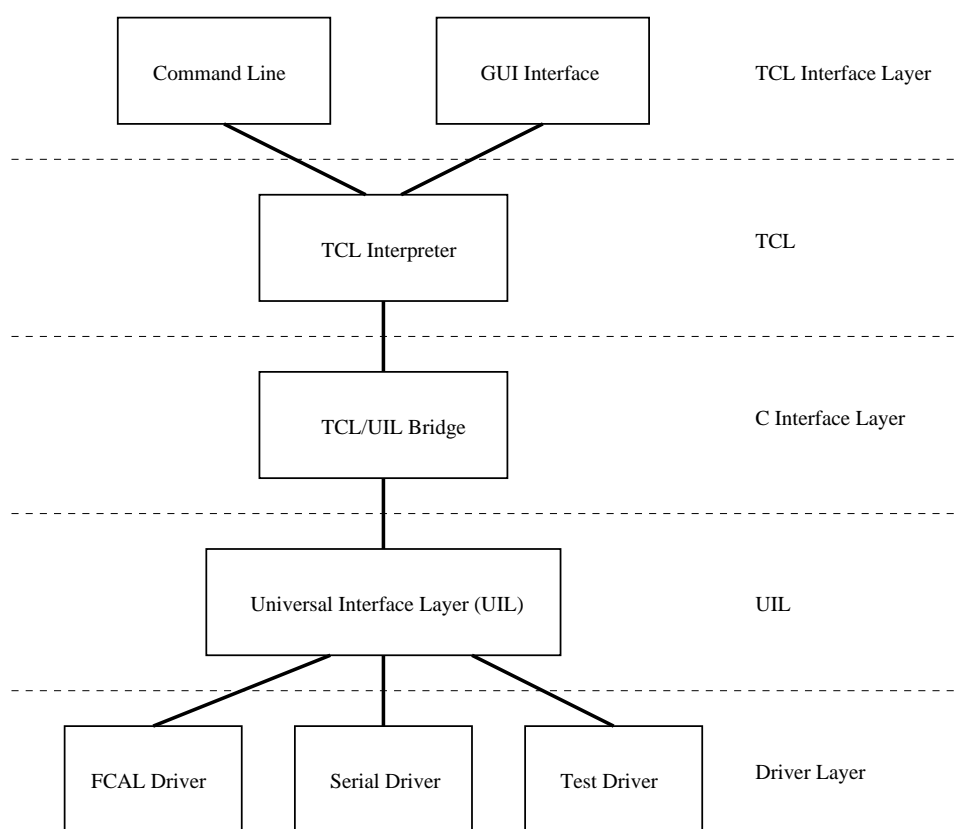 Command Line
GUI Interface
TCL Interface Layer
TCL Interpreter
TCL
TCL/UIL Bridge
C Interface Layer
Universal Interface Layer (UIL)
UIL
FCAL Driver
Serial Driver
Test Driver
Driver Layer